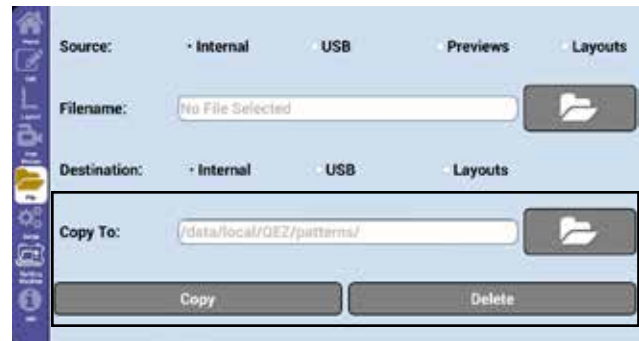 Source: Internal USB Previews Layouts
Filename: No File Selected
Destination: Internal USB Layouts
Copy To: /data/local/QEZ/patterns/
Copy Delete